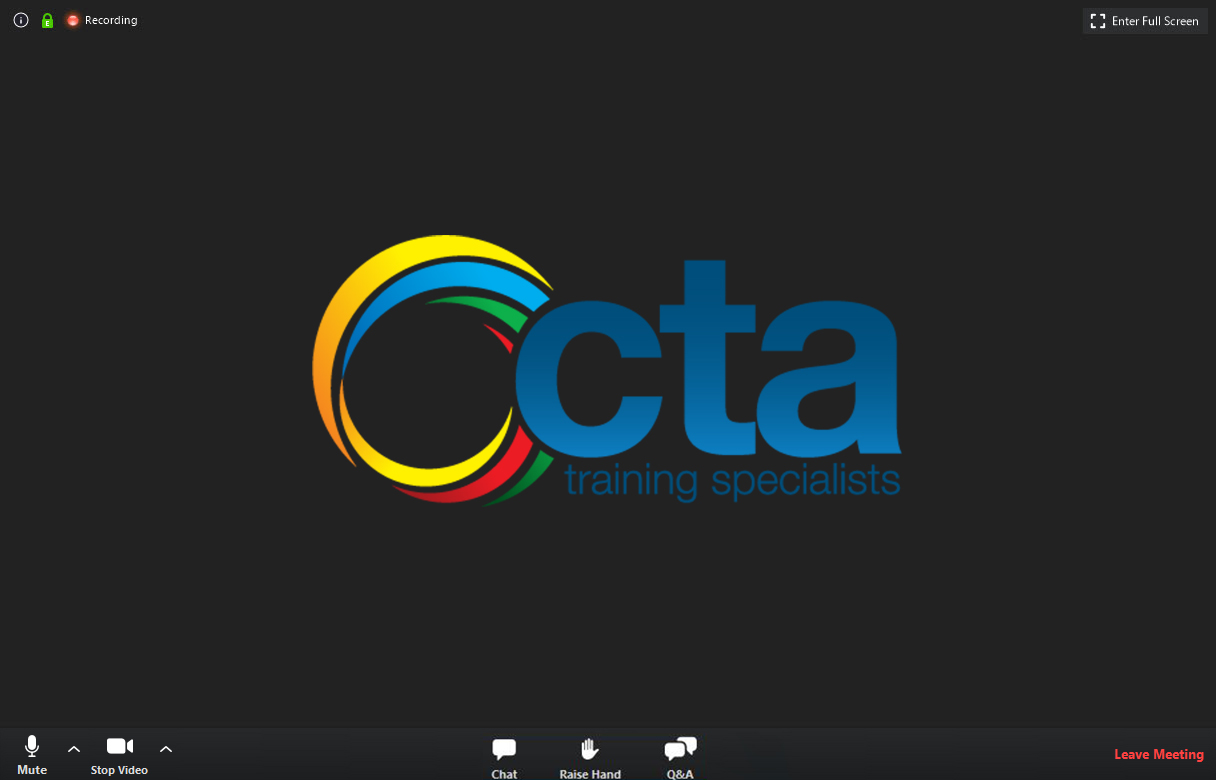 Recording
Enter Full Screen
cta
training specialists
Mute
Stop Video
Chat
Raise Hand
Q&A
Leave Meeting